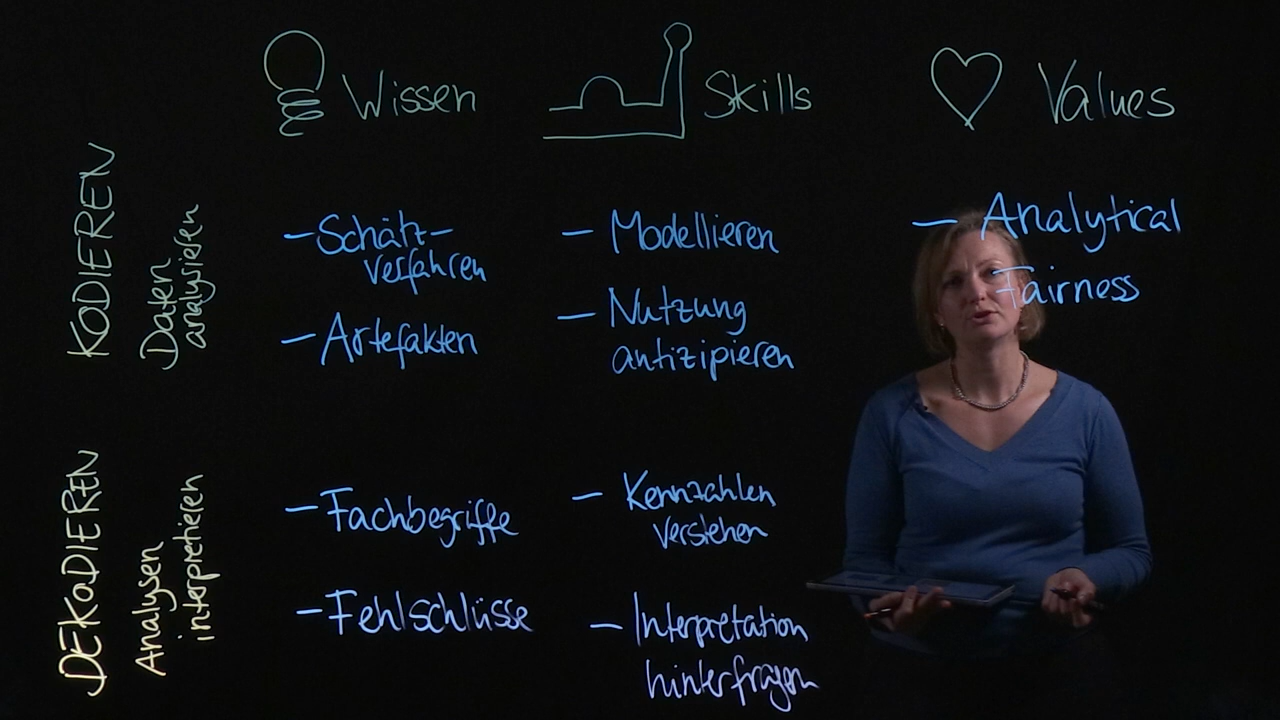 Wissen
Skills
Values
KODIEREN
Daten
analysieren
– Schätz–
verfahren
– Artefakten
– Modellieren
– Nutzung
antizipieren
– Analytical
Fairness
DEKODIEREN
Analysen
interpretieren
– Fachbegriffe
– Fehlschlüsse
– Kennzahlen
verstehen
– Interpretation
hinterfragen